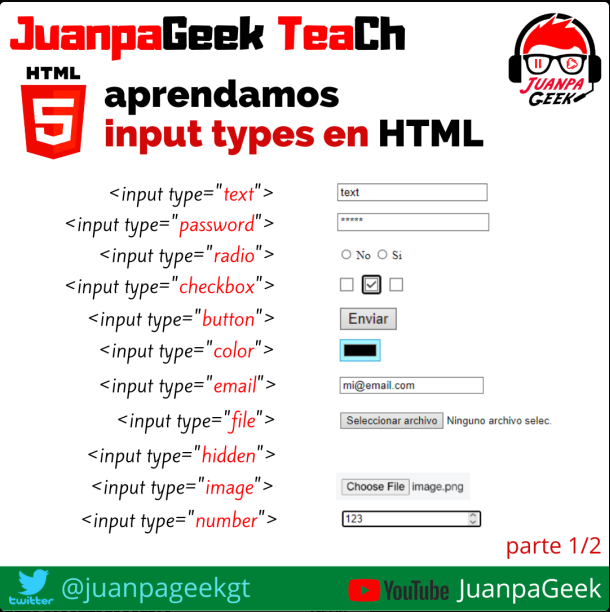 JuanpaGeek TeaCh
JUANPA
GEEK
HTML
5
aprendamos
input types en HTML
<input type="text"> text
<input type="password"> *****
<input type="radio"> No Si
<input type="checkbox">
<input type="button"> Enviar
<input type="color">
<input type="email"> mi@email.com
<input type="file"> Seleccionar archivo Ninguno archivo selec.
<input type="hidden">
<input type="image"> Choose File image.png
<input type="number"> 123
parte 1/2
twitter @juanpageekgt YouTube JuanpaGeek